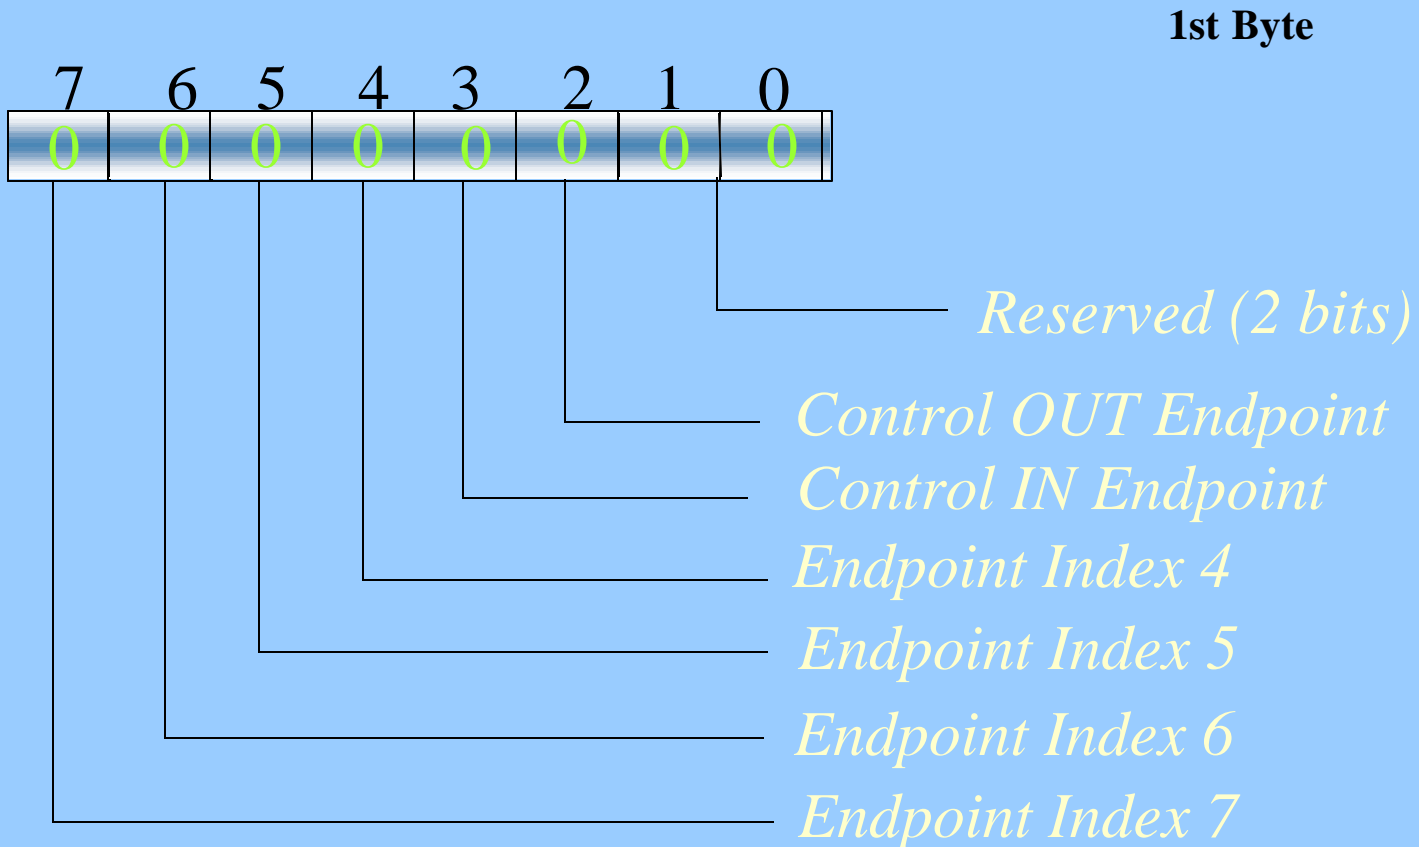 1st Byte
7 6 5 4 3 2 1 0
0 0 0 0 0 0 0 0
Reserved (2 bits)
Control OUT Endpoint
Control IN Endpoint
Endpoint Index 4
Endpoint Index 5
Endpoint Index 6
Endpoint Index 7